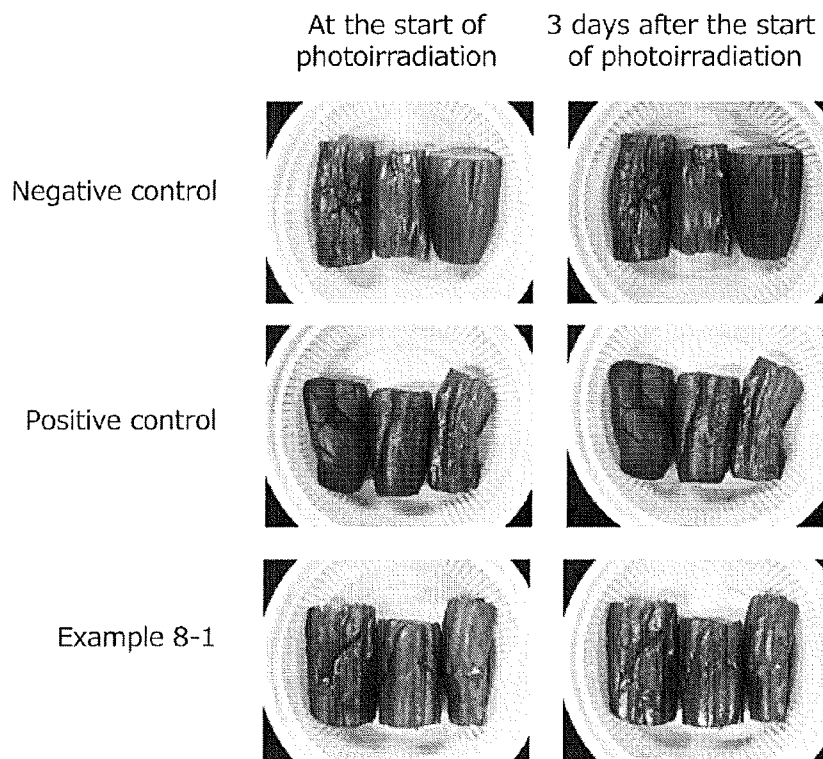 At the start of
photoirradiation
3 days after the start
of photoirradiation
Negative control
Positive control
Example 8-1